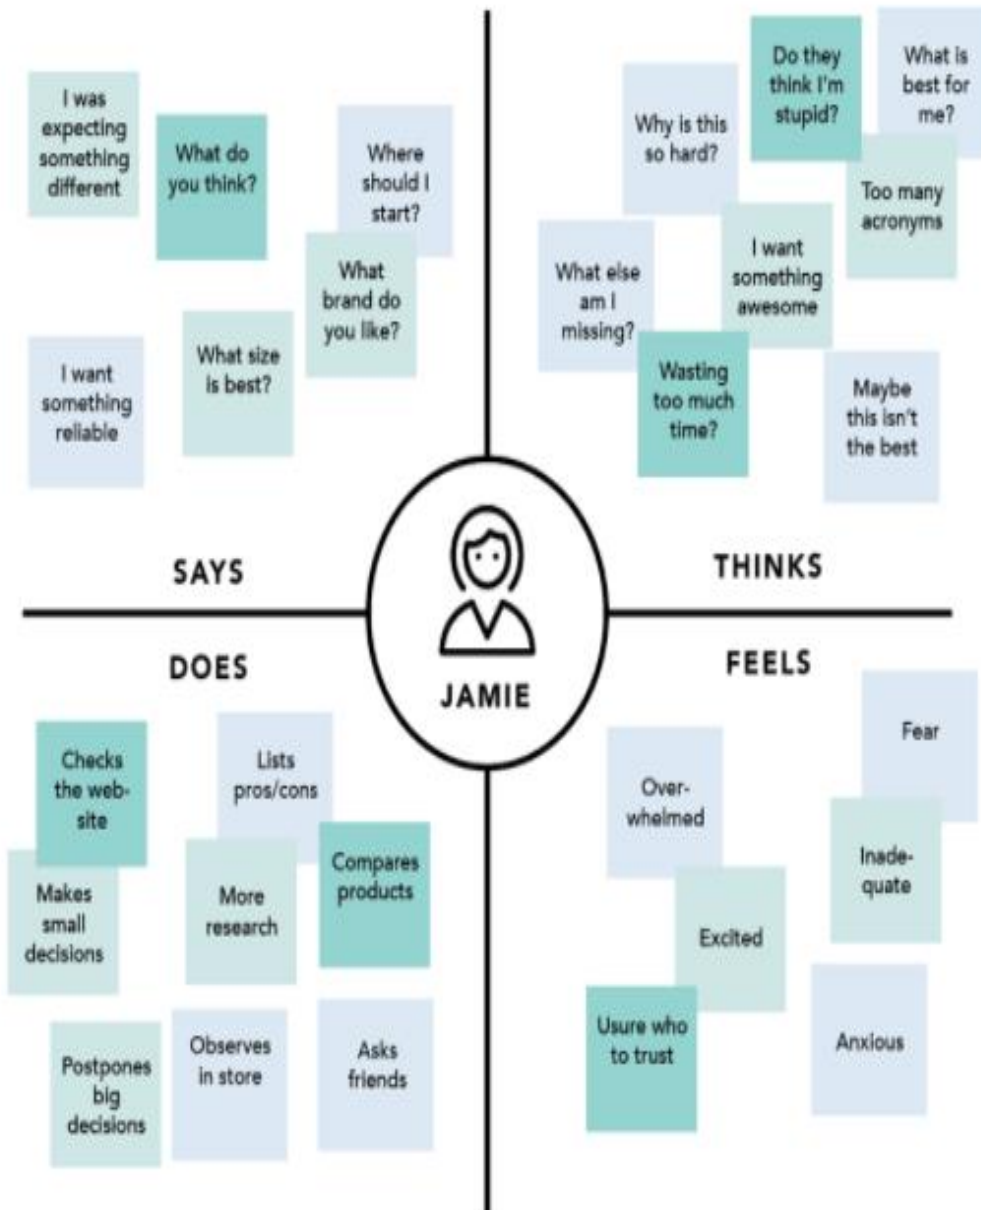 I was
expecting
something
different
What do
you think?
Where
should I
start?
What
brand do
you like?
What size
is best?
I want
something
reliable
SAYS
Do they
think I'm
stupid?
What is
best for
me?
Why is this
so hard?
Too many
acronyms
I want
something
awesome
What else
am I
missing?
Wasting
too much
time?
Maybe
this isn't
the best
THINKS
JAMIE
DOES
Checks
the web-
site
Lists
pros/cons
Compares
products
Makes
small
decisions
More
research
Postpones
big
decisions
Observes
in store
Asks
friends
FEELS
Fear
Over-
whelmed
Inade-
quate
Excited
Usure who
to trust
Anxious